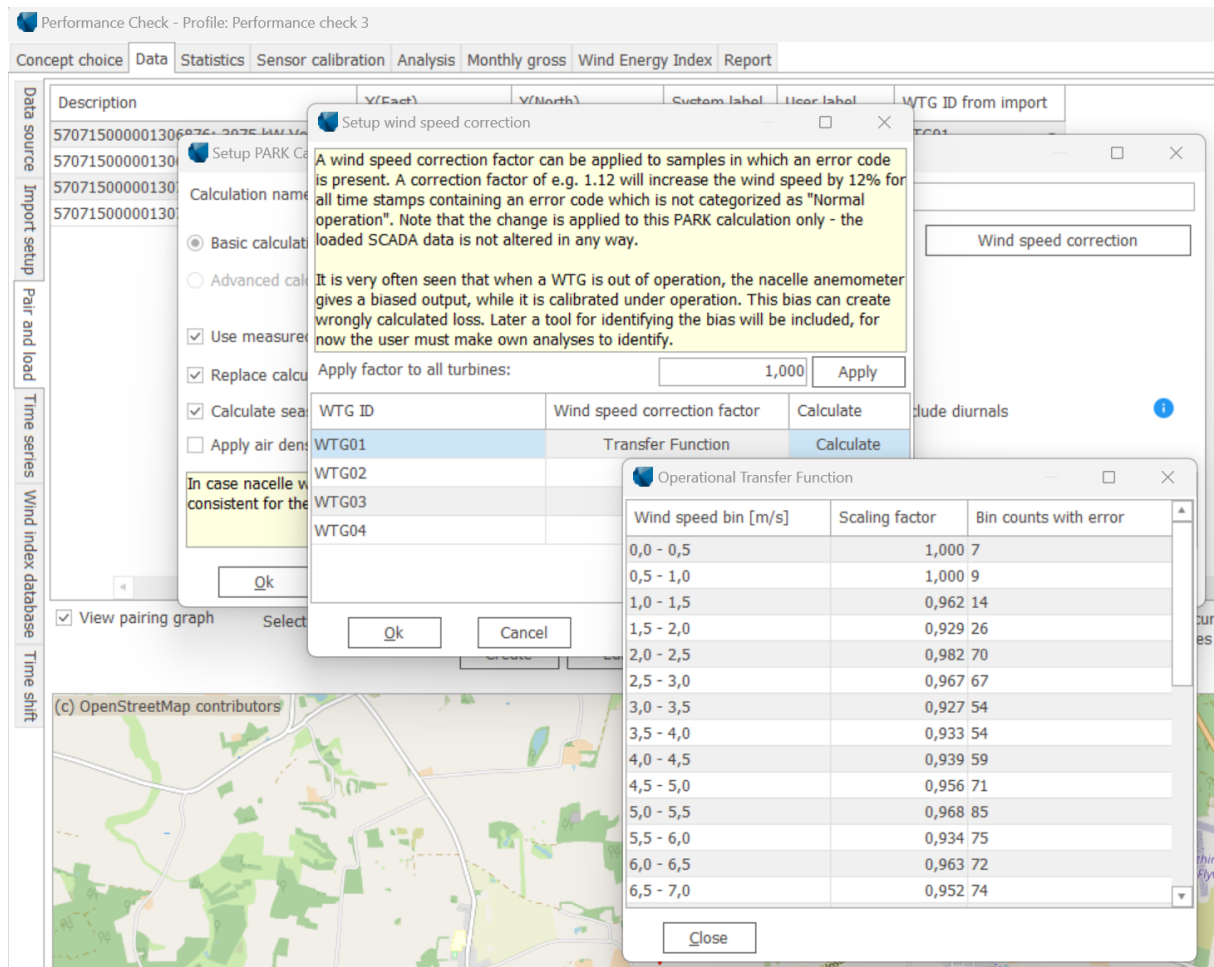 Performance Check - Profile: Performance check 3
Concept choice Data Statistics Sensor calibration Analysis Monthly gross Wind Energy Index Report
Data source
Import setup
Pair and load
Time series
Wind index database
Time shift
Description X(East) Y(North) System label User label WTG ID from import
570715000001306876: 3075 kW
57071500000130
57071500000130
57071500000130
Setup PARK
Calculation name
Basic
Wind speed correction
Advanced
Use measured
Replace
Calculate
diurnals
Apply air
In case nacelle
consistent for the
Ok
View pairing graph
Select
(c) OpenStreetMap contributors
Setup wind speed correction
A wind speed correction factor can be applied to samples in which an error code
is present. A correction factor of e.g. 1.12 will increase the wind speed by 12% for
all time stamps containing an error code which is not categorized as "Normal
operation". Note that the change is applied to this PARK calculation only - the
loaded SCADA data is not altered in any way.
It is very often seen that when a WTG is out of operation, the nacelle anemometer
gives a biased output, while it is calibrated under operation. This bias can create
wrongly calculated loss. Later a tool for identifying the bias will be included, for
now the user must make own analyses to identify.
Apply factor to all turbines: 1,000 Apply
WTG ID Wind speed correction factor Calculate
WTG01 Transfer Function Calculate
WTG02
WTG03
WTG04
Ok Cancel
Operational Transfer Function
Wind speed bin [m/s] Scaling factor Bin counts with error
0,0 - 0,5 1,000 7
0,5 - 1,0 1,000 9
1,0 - 1,5 0,962 14
1,5 - 2,0 0,929 26
2,0 - 2,5 0,982 70
2,5 - 3,0 0,967 67
3,0 - 3,5 0,927 54
3,5 - 4,0 0,933 54
4,0 - 4,5 0,939 59
4,5 - 5,0 0,956 71
5,0 - 5,5 0,968 85
5,5 - 6,0 0,934 75
6,0 - 6,5 0,963 72
6,5 - 7,0 0,952 74
Close